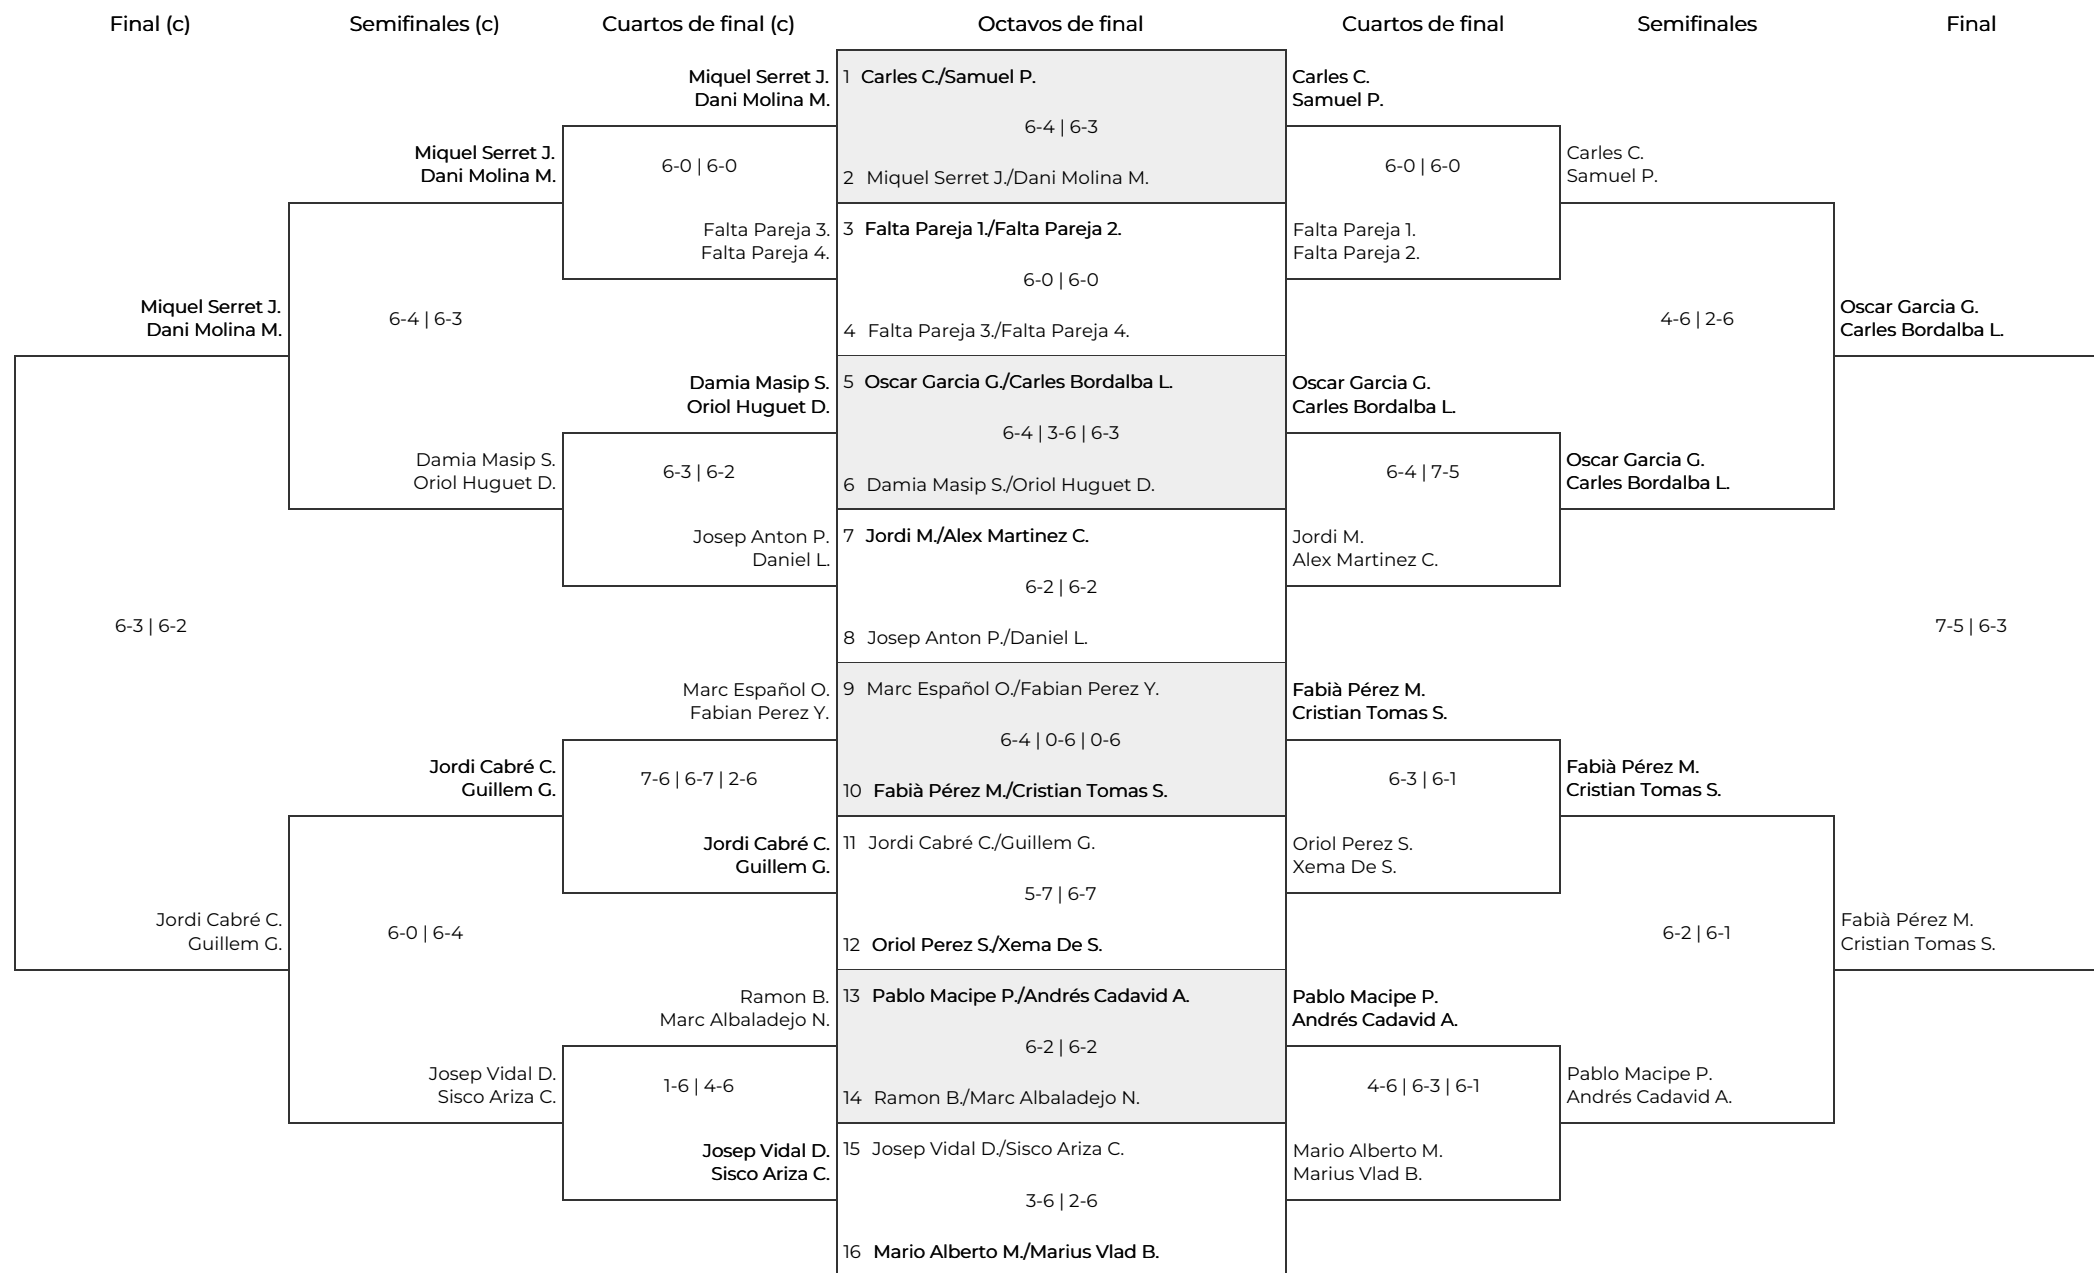 Final (c)
Semifinales (c)
Cuartos de final (c)
Octavos de final
Cuartos de final
Semifinales
Final
Miquel Serret J.
Dani Molina M.
6-3 | 6-2
Jordi Cabré C.
Guillem G.
Miquel Serret J.
Dani Molina M.
6-4 | 6-3
Damia Masip S.
Oriol Huguet D.
Jordi Cabré C.
Guillem G.
6-0 | 6-4
Josep Vidal D.
Sisco Ariza C.
Miquel Serret J.
Dani Molina M.
6-0 | 6-0
Falta Pareja 3.
Falta Pareja 4.
Damia Masip S.
Oriol Huguet D.
6-3 | 6-2
Josep Anton P.
Daniel L.
Marc Español O.
Fabian Perez Y.
7-6 | 6-7 | 2-6
Jordi Cabré C.
Guillem G.
Ramon B.
Marc Albaladejo N.
1-6 | 4-6
Josep Vidal D.
Sisco Ariza C.
1 Carles C./Samuel P.
6-4 | 6-3
2 Miquel Serret J./Dani Molina M.
3 Falta Pareja 1./Falta Pareja 2.
6-0 | 6-0
4 Falta Pareja 3./Falta Pareja 4.
5 Oscar Garcia G./Carles Bordalba L.
6-4 | 3-6 | 6-3
6 Damia Masip S./Oriol Huguet D.
7 Jordi M./Alex Martinez C.
6-2 | 6-2
8 Josep Anton P./Daniel L.
9 Marc Español O./Fabian Perez Y.
6-4 | 0-6 | 0-6
10 Fabià Pérez M./Cristian Tomas S.
11 Jordi Cabré C./Guillem G.
5-7 | 6-7
12 Oriol Perez S./Xema De S.
13 Pablo Macipe P./Andrés Cadavid A.
6-2 | 6-2
14 Ramon B./Marc Albaladejo N.
15 Josep Vidal D./Sisco Ariza C.
3-6 | 2-6
16 Mario Alberto M./Marius Vlad B.
Carles C.
Samuel P.
6-0 | 6-0
Falta Pareja 1.
Falta Pareja 2.
Oscar Garcia G.
Carles Bordalba L.
6-4 | 7-5
Jordi M.
Alex Martinez C.
Fabià Pérez M.
Cristian Tomas S.
6-3 | 6-1
Oriol Perez S.
Xema De S.
Pablo Macipe P.
Andrés Cadavid A.
4-6 | 6-3 | 6-1
Mario Alberto M.
Marius Vlad B.
Carles C.
Samuel P.
4-6 | 2-6
Oscar Garcia G.
Carles Bordalba L.
Fabià Pérez M.
Cristian Tomas S.
6-2 | 6-1
Pablo Macipe P.
Andrés Cadavid A.
Oscar Garcia G.
Carles Bordalba L.
7-5 | 6-3
Fabià Pérez M.
Cristian Tomas S.